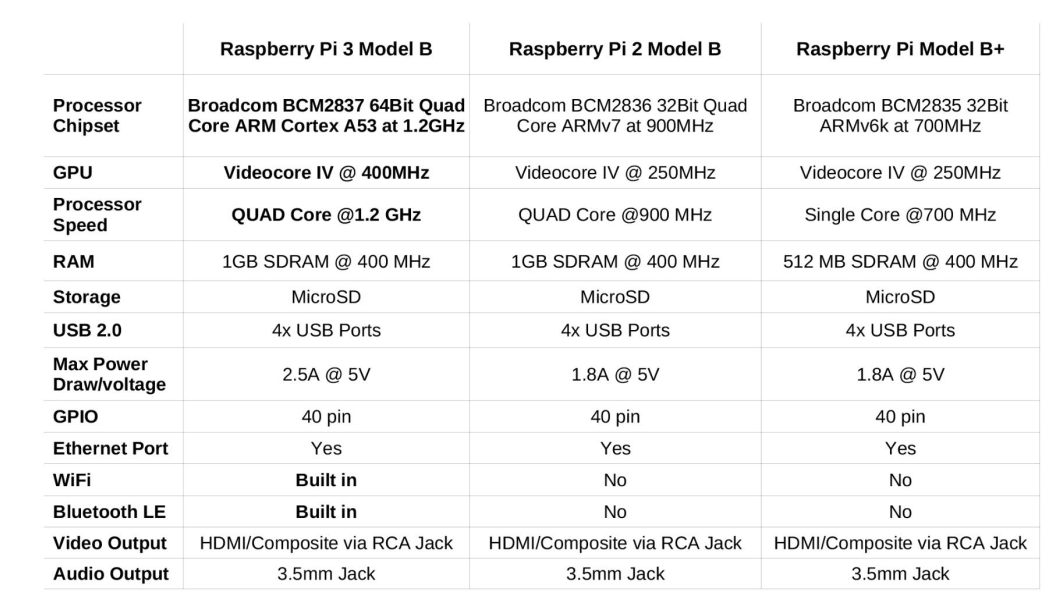 Raspberry Pi 3 Model B Raspberry Pi 2 Model B Raspberry Pi Model B+
Processor Broadcom BCM2837 64Bit Quad Broadcom BCM2836 32Bit Quad Broadcom BCM2835 32Bit
Chipset Core ARM Cortex A53 at 1.2GHz Core ARMv7 at 900MHz ARMv6k at 700MHz
GPU Videocore IV @ 400MHz Videocore IV @ 250MHz Videocore IV @ 250MHz
Processor
Speed QUAD Core @1.2 GHz QUAD Core @900 MHz Single Core @700 MHz
RAM 1GB SDRAM @ 400 MHz 1GB SDRAM @ 400 MHz 512 MB SDRAM @ 400 MHz
Storage MicroSD MicroSD MicroSD
USB 2.0 4x USB Ports 4x USB Ports 4x USB Ports
Max Power
Draw/voltage 2.5A @ 5V 1.8A @ 5V 1.8A @ 5V
GPIO 40 pin 40 pin 40 pin
Ethernet Port Yes Yes Yes
WiFi Built in No No
Bluetooth LE Built in No No
Video Output HDMI/Composite via RCA Jack HDMI/Composite via RCA Jack HDMI/Composite via RCA Jack
Audio Output 3.5mm Jack 3.5mm Jack 3.5mm Jack